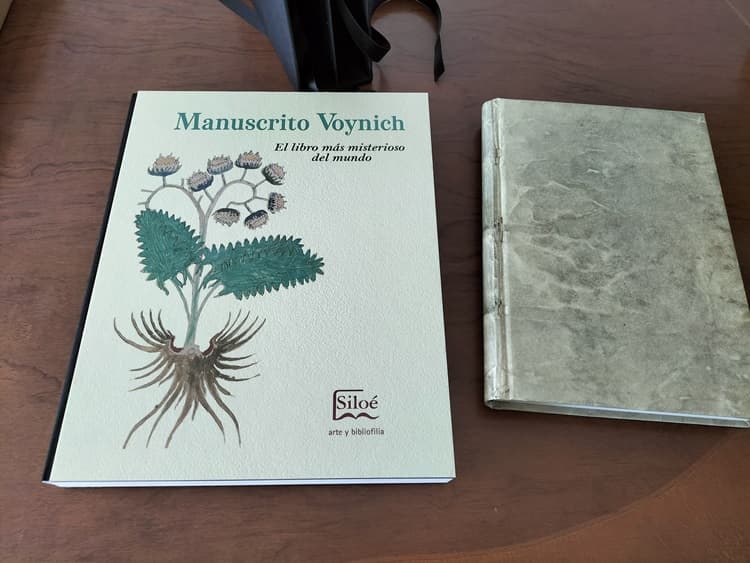 Manuscrito Voynich
El libro más misterioso
del mundo
Siloé
arte y bibliofilia